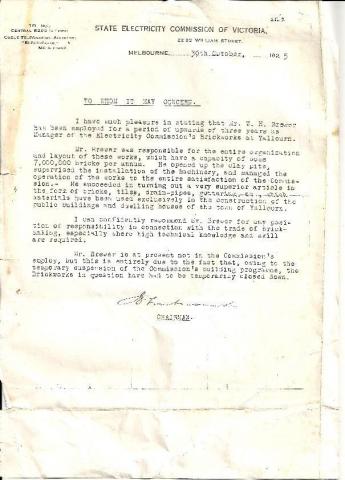 STATE ELECTRICITY COMMISSION OF VICTORIA.
22-32 WILLIAM STREET.
MELBOURNE, 30th October, 1925
TO WHOM IT MAY CONCERN.
I have much pleasure in stating that Mr. T. H. Brewer
has been employed for a period of upwards of three years as
Manager of the Electricity Commission's Brickworks at Yallourn.
Mr. Brewer was responsible for the entire organization
and layout of these works, which have a capacity of some
7,000,000 bricks per annum. He opened up the clay pits,
supervised the installation of the machinery, and managed the
operation of the works to the entire satisfaction of the Commis-
sion.- He succeeded in turning out a very superior article in
the form of bricks, tiles, drain-pipes, guttering, &c., which
materials have been used exclusively in the construction of the
public buildings and dwelling houses of the town of Yallourn.
I can confidently recommend Mr. Brewer for any posi-
tion of responsibility in connection with the trade of brick-
making, especially where high technical knowledge and skill
are required.
Mr. Brewer is at present not in the Commission's
employ, but this is entirely due to the fact that, owing to the
temporary suspension of the Commission's building programme, the
Brickworks in question have had to be temporarily closed down.
CHAIRMAN.